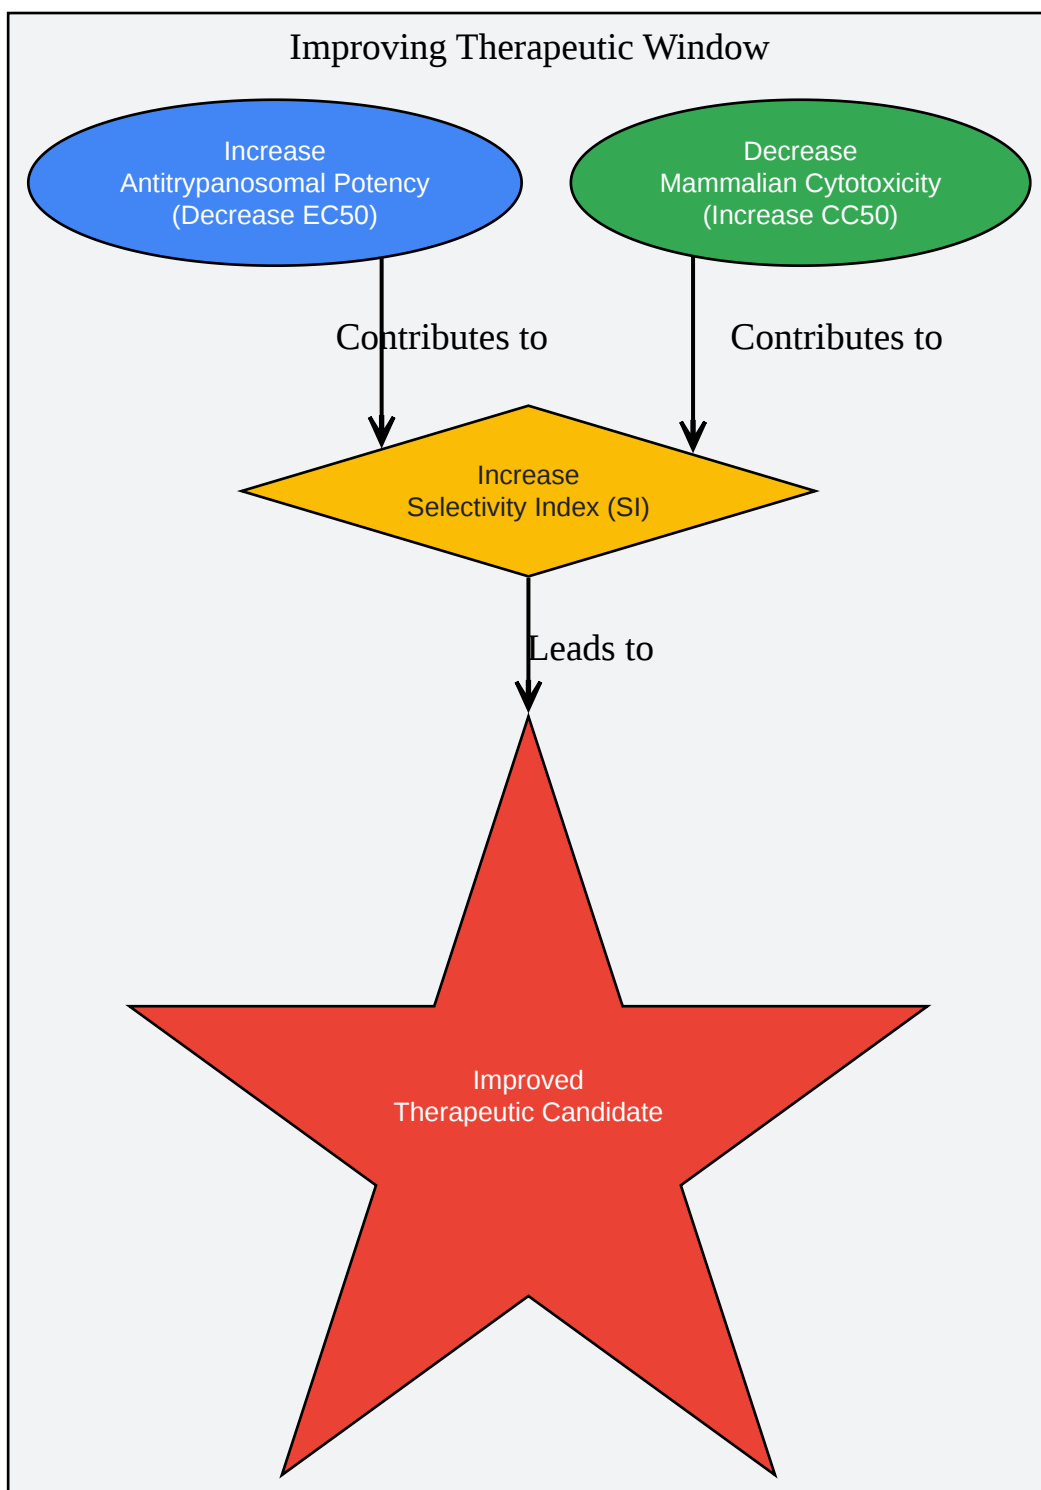 Improving Therapeutic Window
Increase
Antitrypanosomal Potency
(Decrease EC50)
Decrease
Mammalian Cytotoxicity
(Increase CC50)
Contributes to
Contributes to
Increase
Selectivity Index (SI)
Leads to
Improved
Therapeutic Candidate